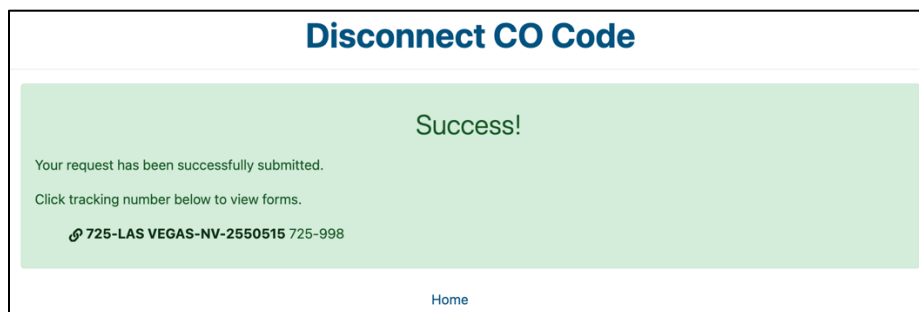 Disconnect CO Code
Success!
Your request has been successfully submitted.
Click tracking number below to view forms.
725-LAS VEGAS-NV-2550515 725-998
Home